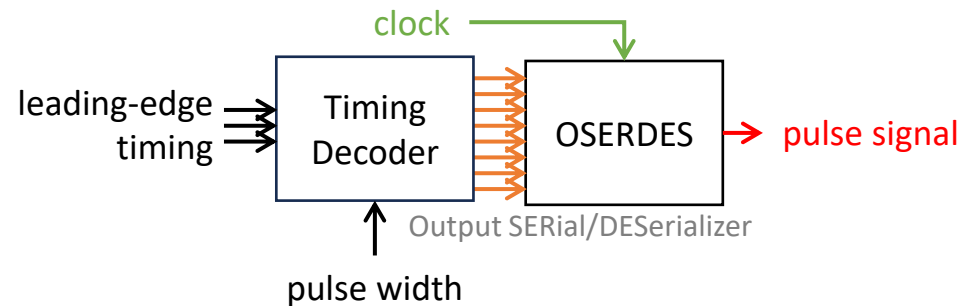 clock
leading-edge
timing
Timing
Decoder
OSERDES
pulse signal
Output SERial/DESerializer
pulse width